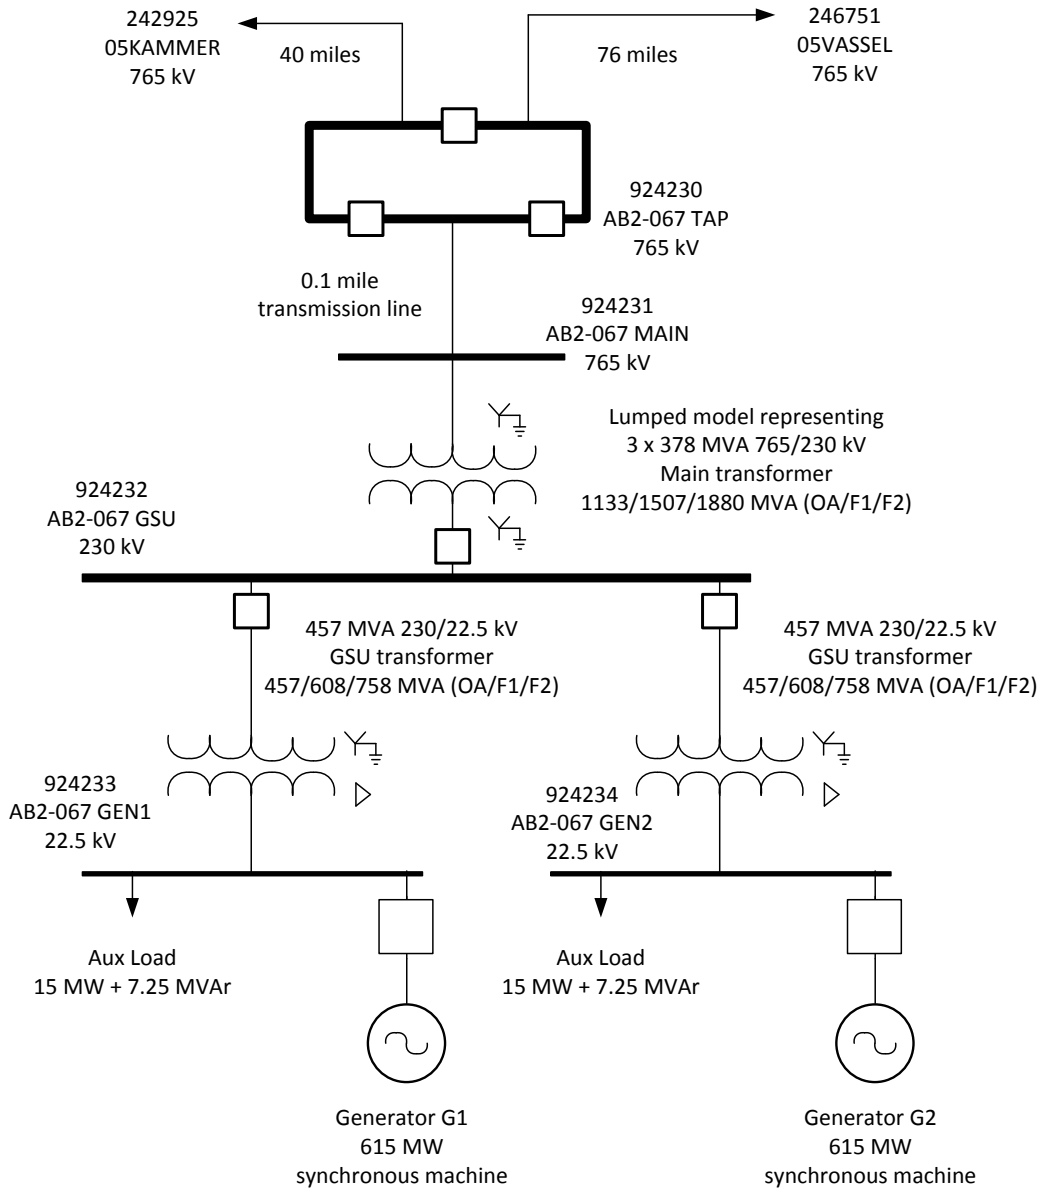 242925
05KAMMER
765 kV
40 miles
76 miles
246751
05VASSEL
765 kV
924230
AB2-067 TAP
765 kV
0.1 mile
transmission line
924231
AB2-067 MAIN
765 kV
Lumped model representing
3 x 378 MVA 765/230 kV
Main transformer
1133/1507/1880 MVA (OA/F1/F2)
924232
AB2-067 GSU
230 kV
457 MVA 230/22.5 kV
GSU transformer
457/608/758 MVA (OA/F1/F2)
457 MVA 230/22.5 kV
GSU transformer
457/608/758 MVA (OA/F1/F2)
924233
AB2-067 GEN1
22.5 kV
924234
AB2-067 GEN2
22.5 kV
Aux Load
15 MW + 7.25 MVAr
Aux Load
15 MW + 7.25 MVAr
Generator G1
615 MW
synchronous machine
Generator G2
615 MW
synchronous machine